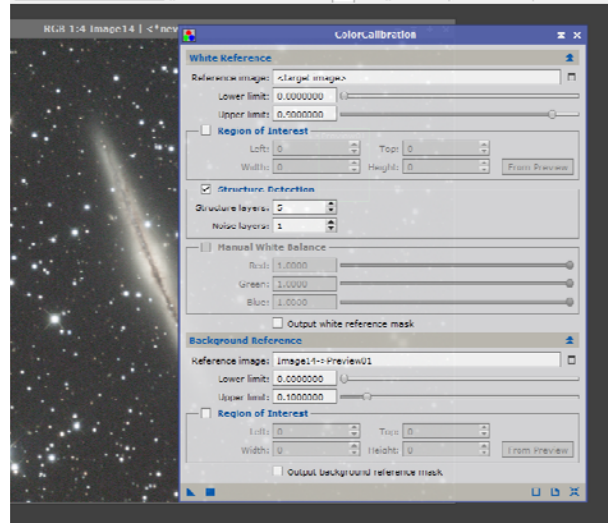 RGB 1:4 Image14 | <*new
ColorCalibration
White Reference
Reference image: <target image>
Lower limit: 0.0000000
Upper limit: 0.9000000
Region of Interest
Left: 0 Top: 0
Width: 0 Height: 0 From Preview
Structure Detection
Structure layers: 5
Noise layers: 1
Manual White Balance
Red: 1.0000
Green: 1.0000
Blue: 1.0000
Output white reference mask
Background Reference
Reference image: Image14->Preview01
Lower limit: 0.0000000
Upper limit: 0.1000000
Region of Interest
Left: 0 Top: 0
Width: 0 Height: 0 From Preview
Output background reference mask